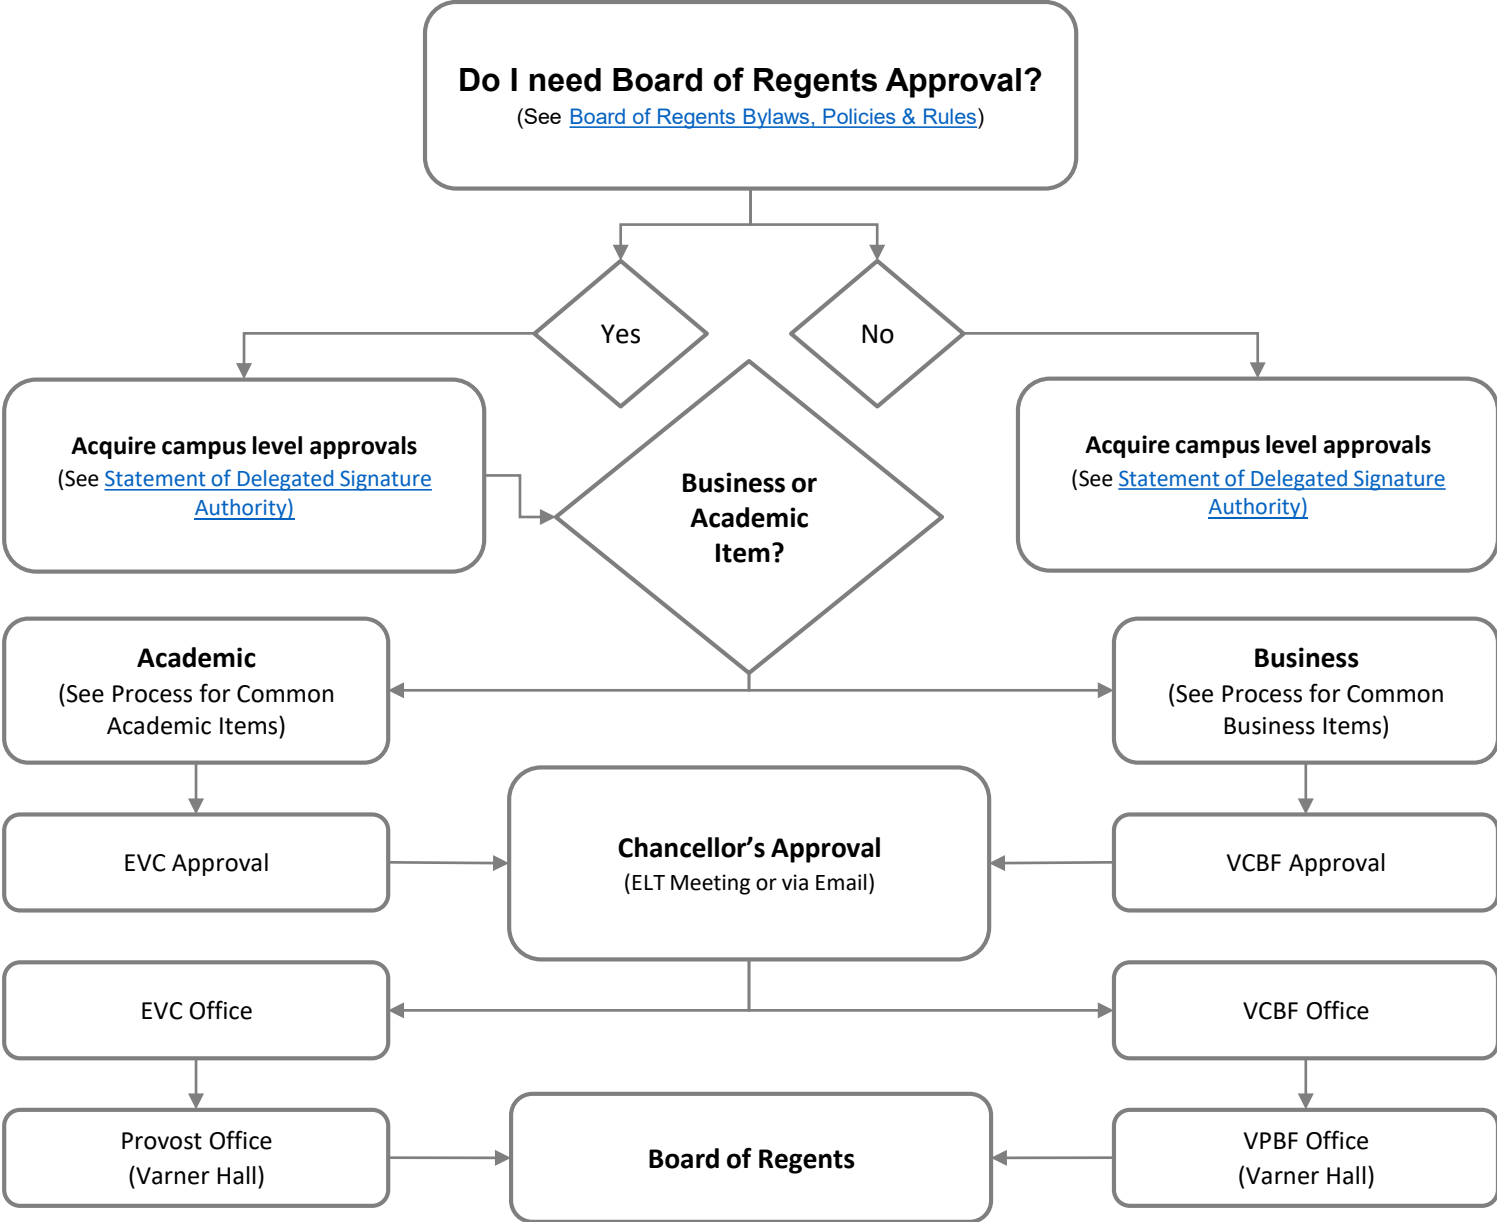 Do I need Board of Regents Approval?
(See Board of Regents Bylaws, Policies & Rules)
Yes
No
Acquire campus level approvals
(See Statement of Delegated Signature
Authority)
Business or
Academic
Item?
Acquire campus level approvals
(See Statement of Delegated Signature
Authority)
Academic
(See Process for Common
Academic Items)
Business
(See Process for Common
Business Items)
EVC Approval
Chancellor’s Approval
(ELT Meeting or via Email)
VCBF Approval
EVC Office
VCBF Office
Provost Office
(Varner Hall)
Board of Regents
VPBF Office
(Varner Hall)